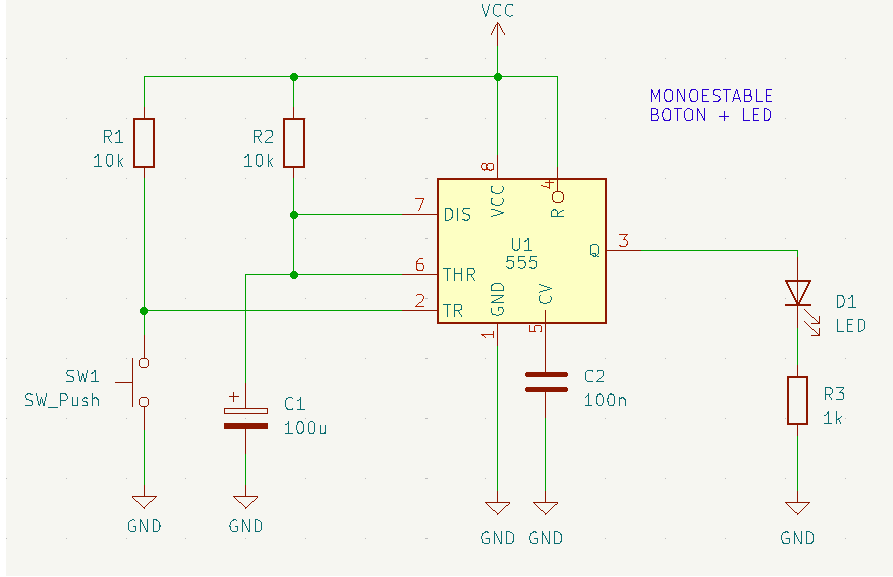 VCC
MONOESTABLE
BOTON + LED
R1
10k
R2
10k
8
4
VCC
R
7
DIS
U1
555
Q
3
6
THR
2
TR
GND
CV
1
5
D1
LED
SW1
SW_Push
+
C1
100u
C2
100n
R3
1k
GND
GND
GND
GND
GND